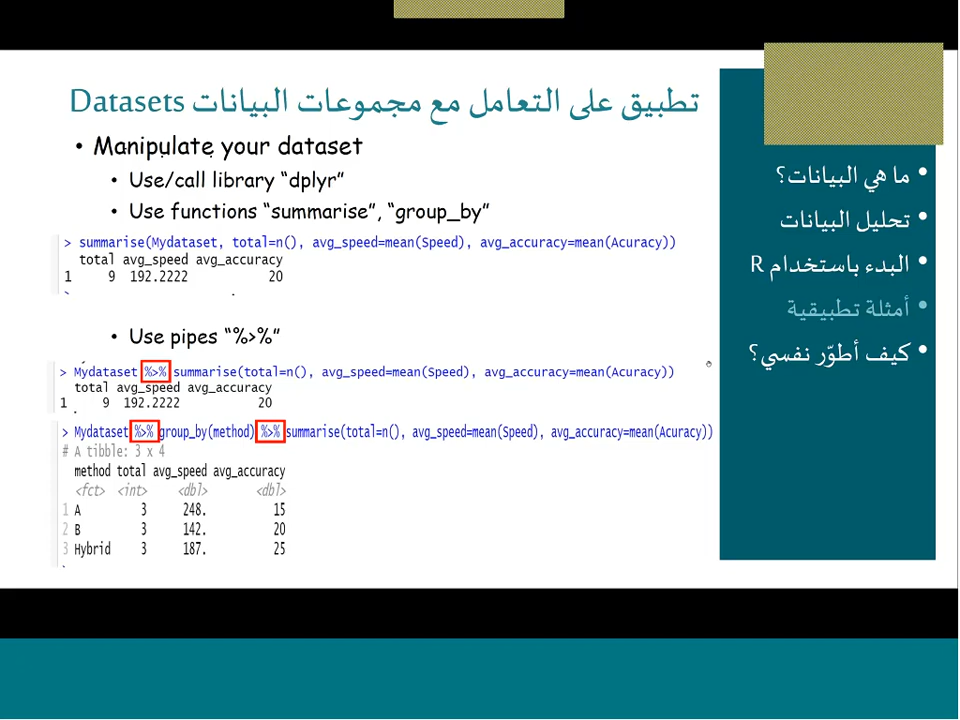 تطبيق على التعامل مع مجموعات البيانات Datasets
• Manipulate your dataset
• Use/call library “dplyr”
• Use functions “summarise”, “group_by”
> summarise(Mydataset, total=n(), avg_speed=mean(Speed), avg_accuracy=mean(Acuracy))
total avg_speed avg_accuracy
1 9 192.2222 20
• Use pipes “%>%”
> Mydataset %>% summarise(total=n(), avg_speed=mean(Speed), avg_accuracy=mean(Acuracy))
total avg_speed avg_accuracy
1 9 192.2222 20
> Mydataset %>% group_by(method) %>% summarise(total=n(), avg_speed=mean(Speed), avg_accuracy=mean(Acuracy))
# A tibble: 3 x 4
method total avg_speed avg_accuracy
<fct> <int> <dbl> <dbl>
1 A 3 248. 15
2 B 3 142. 20
3 Hybrid 3 187. 25
• ما هي البيانات؟
• تحليل البيانات
• البدء باستخدام R
• أمثلة تطبيقية
• كيف أطوّر نفسي؟